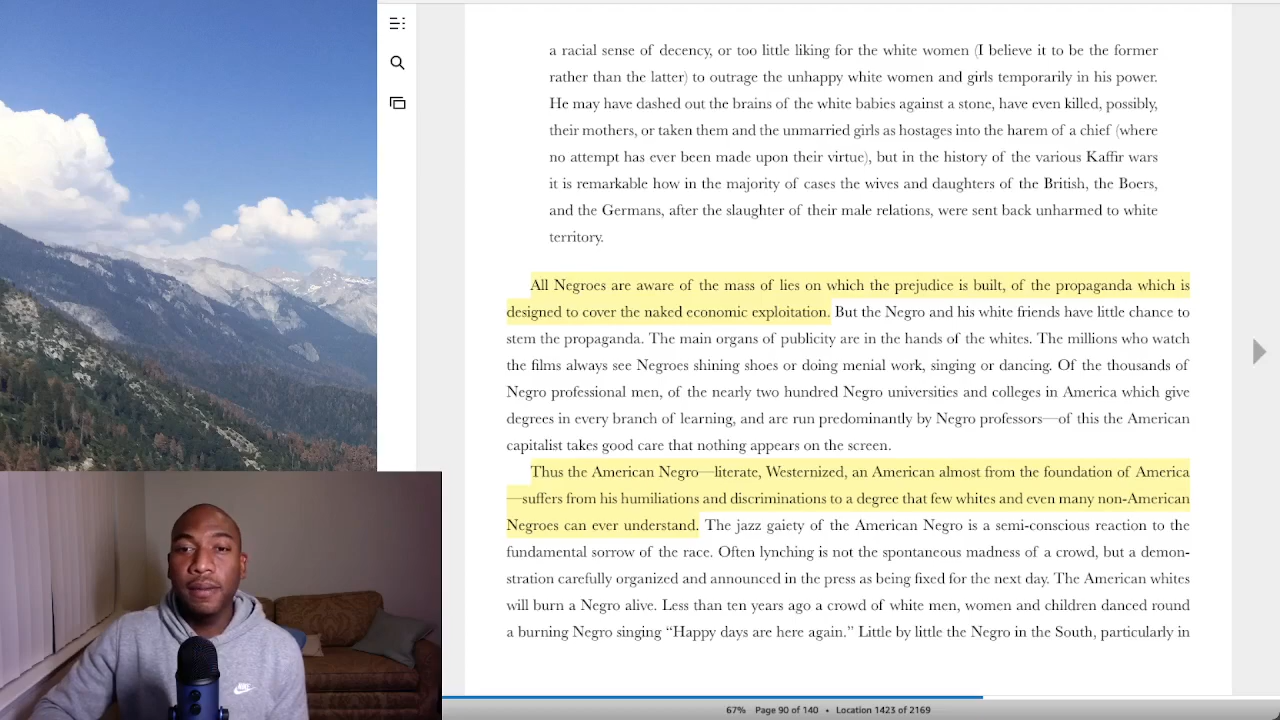 a racial sense of decency, or too little liking for the white women (I believe it to be the former
rather than the latter) to outrage the unhappy white women and girls temporarily in his power.
He may have dashed out the brains of the white babies against a stone, have even killed, possibly,
their mothers, or taken them and the unmarried girls as hostages into the harem of a chief (where
no attempt has ever been made upon their virtue), but in the history of the various Kaffir wars
it is remarkable how in the majority of cases the wives and daughters of the British, the Boers,
and the Germans, after the slaughter of their male relations, were sent back unharmed to white
territory.
All Negroes are aware of the mass of lies on which the prejudice is built, of the propaganda which is
designed to cover the naked economic exploitation. But the Negro and his white friends have little chance to
stem the propaganda. The main organs of publicity are in the hands of the whites. The millions who watch
the films always see Negroes shining shoes or doing menial work, singing or dancing. Of the thousands of
Negro professional men, of the nearly two hundred Negro universities and colleges in America which give
degrees in every branch of learning, and are run predominantly by Negro professors—of this the American
capitalist takes good care that nothing appears on the screen.
Thus the American Negro—literate, Westernized, an American almost from the foundation of America
—suffers from his humiliations and discriminations to a degree that few whites and even many non-American
Negroes can ever understand. The jazz gaiety of the American Negro is a semi-conscious reaction to the
fundamental sorrow of the race. Often lynching is not the spontaneous madness of a crowd, but a demon-
stration carefully organized and announced in the press as being fixed for the next day. The American whites
will burn a Negro alive. Less than ten years ago a crowd of white men, women and children danced round
a burning Negro singing “Happy days are here again.” Little by little the Negro in the South, particularly in
67% Page 90 of 140 • Location 1423 of 2169